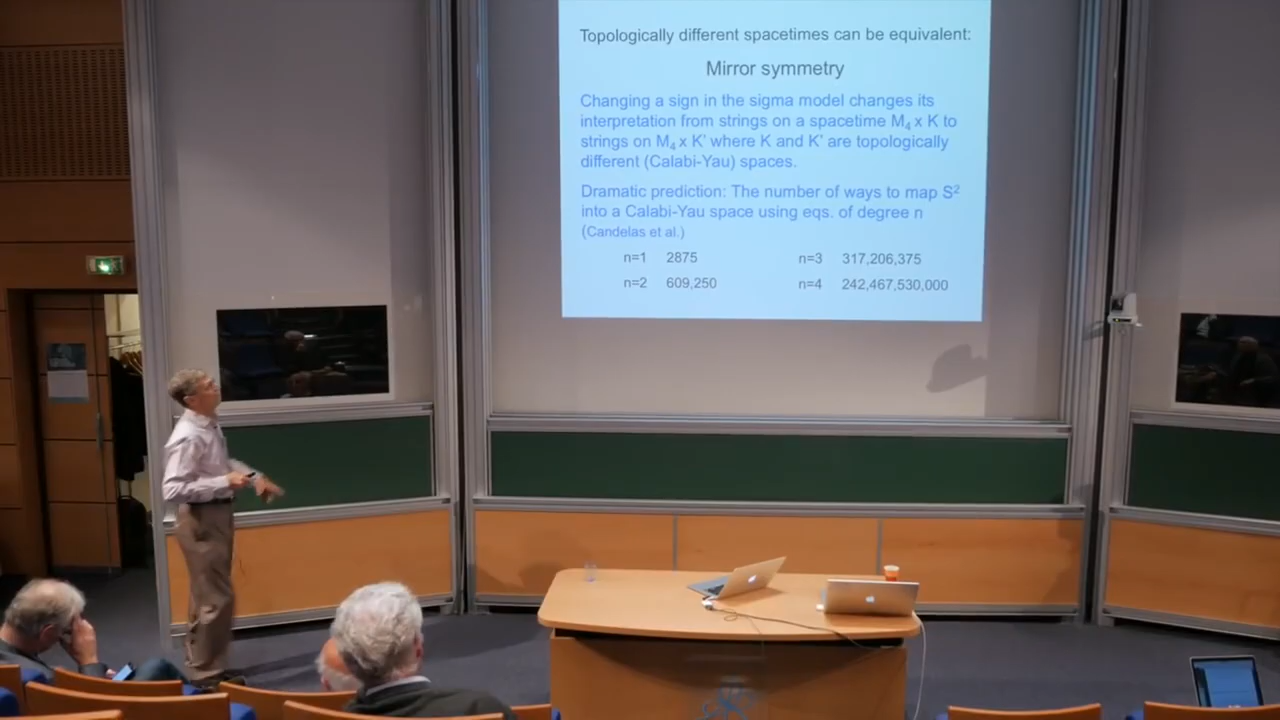 Topologically different spacetimes can be equivalent:
Mirror symmetry
Changing a sign in the sigma model changes its
interpretation from strings on a spacetime M₄ x K to
strings on M₄ x K' where K and K' are topologically
different (Calabi-Yau) spaces.
Dramatic prediction: The number of ways to map S²
into a Calabi-Yau space using eqs. of degree n
(Candelas et al.)
n=1 2875 n=3 317,206,375
n=2 609,250 n=4 242,467,530,000